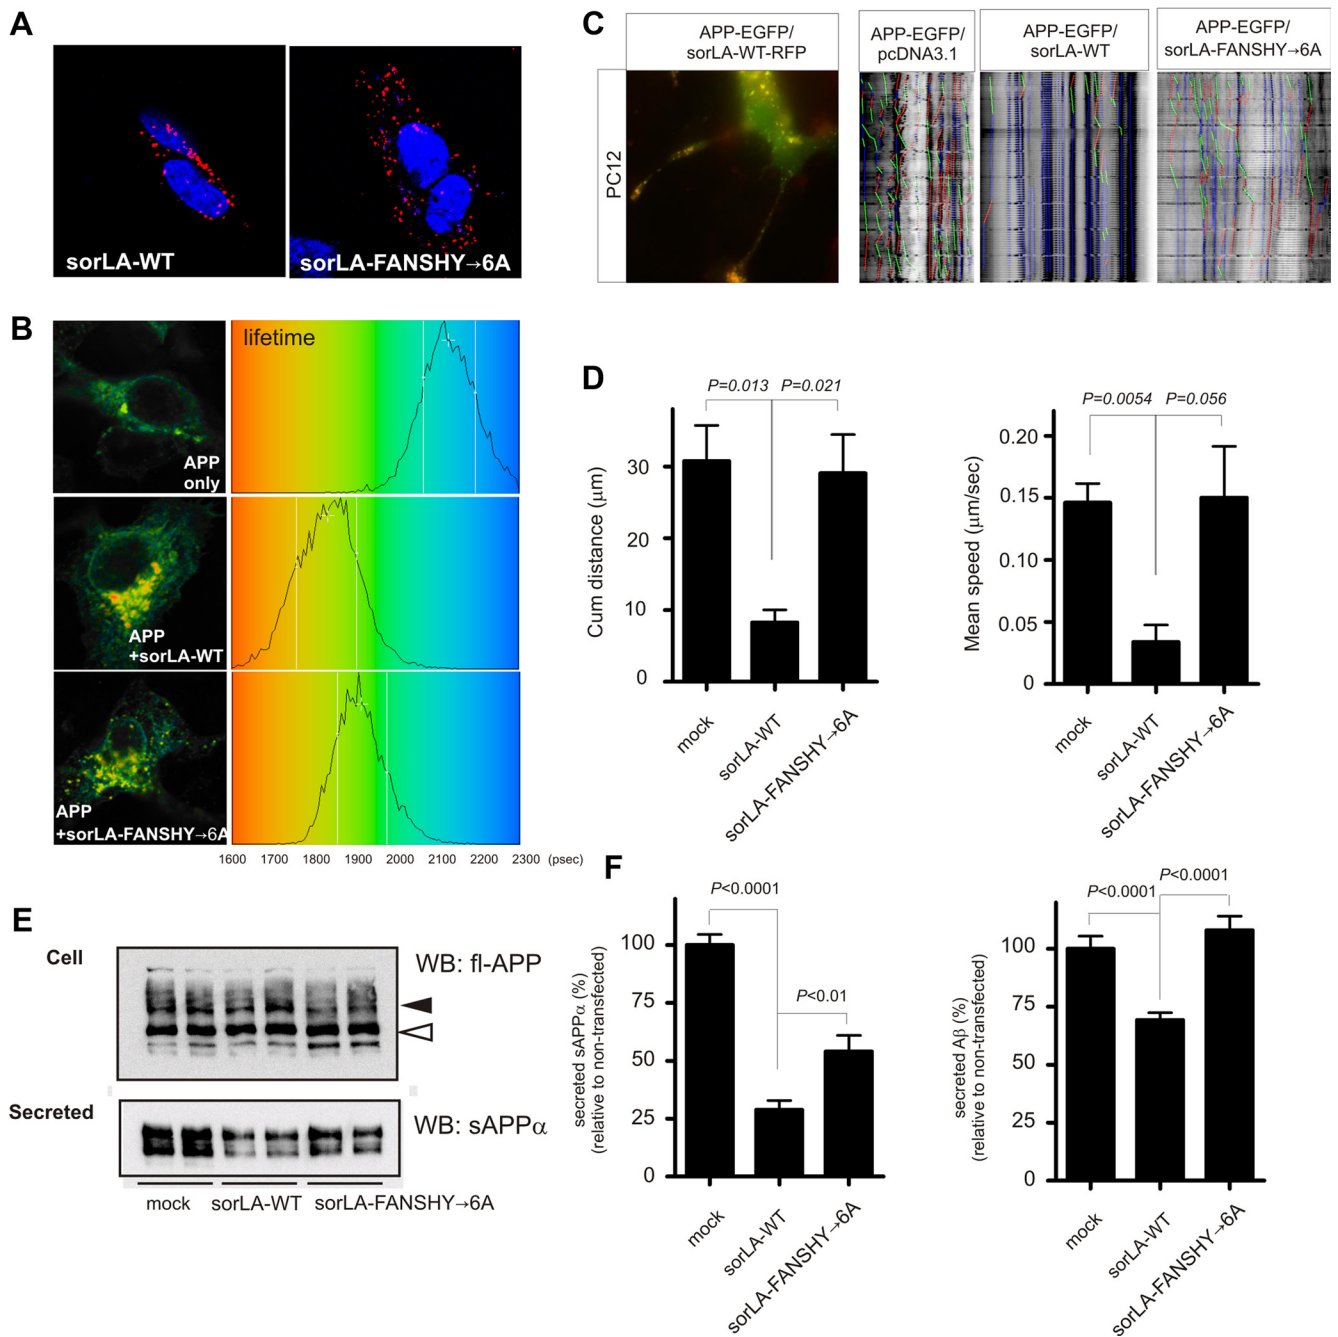 A
sorLA-WT
sorLA-FANSHY→6A
B
lifetime
APP
only
APP
+sorLA-WT
APP
+sorLA-FANSHY→6A
1600 1700 1800 1900 2000 2100 2200 2300 (psec)
C
APP-EGFP/
sorLA-WT-RFP
PC12
APP-EGFP/
pcDNA3.1
APP-EGFP/
sorLA-WT
APP-EGFP/
sorLA-FANSHY→6A
D
P=0.013 P=0.021
Cum distance (μm)
30
20
10
0
mock
sorLA-WT
sorLA-FANSHY→6A
P=0.0054 P=0.056
Mean speed (μm/sec)
0.20
0.15
0.10
0.05
0
mock
sorLA-WT
sorLA-FANSHY→6A
E
Cell
WB: fl-APP
Secreted
WB: sAPPα
mock sorLA-WT sorLA-FANSHY→6A
F
P<0.0001
P<0.01
secreted sAPPα (%)
(relative to non-transfected)
100
75
50
25
0
mock
sorLA-WT
sorLA-FANSHY→6A
P<0.0001
P<0.0001
secreted Aβ (%)
(relative to non-transfected)
100
75
50
25
0
mock
sorLA-WT
sorLA-FANSHY→6A